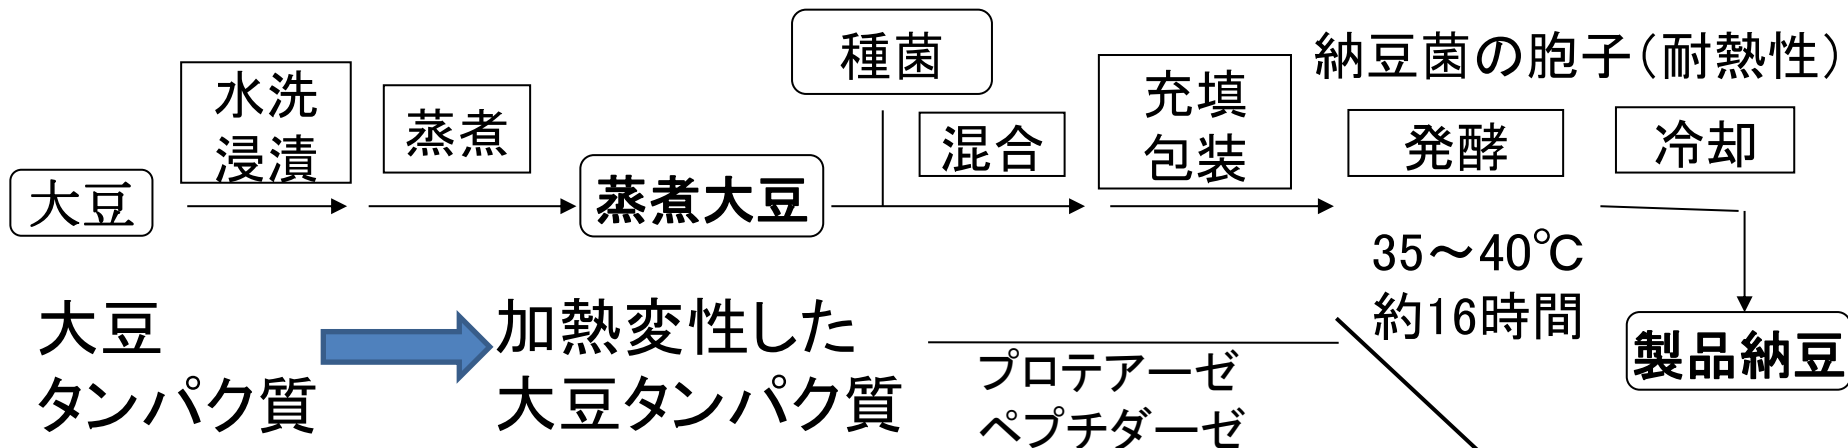 種菌
納豆菌の胞子(耐熱性)
水洗
浸漬
蒸煮
混合
充填
包装
発酵
冷却
大豆
蒸煮大豆
35～40℃
約16時間
製品納豆
大豆
タンパク質
加熱変性した
大豆タンパク質
プロテアーゼ
ペプチダーゼ